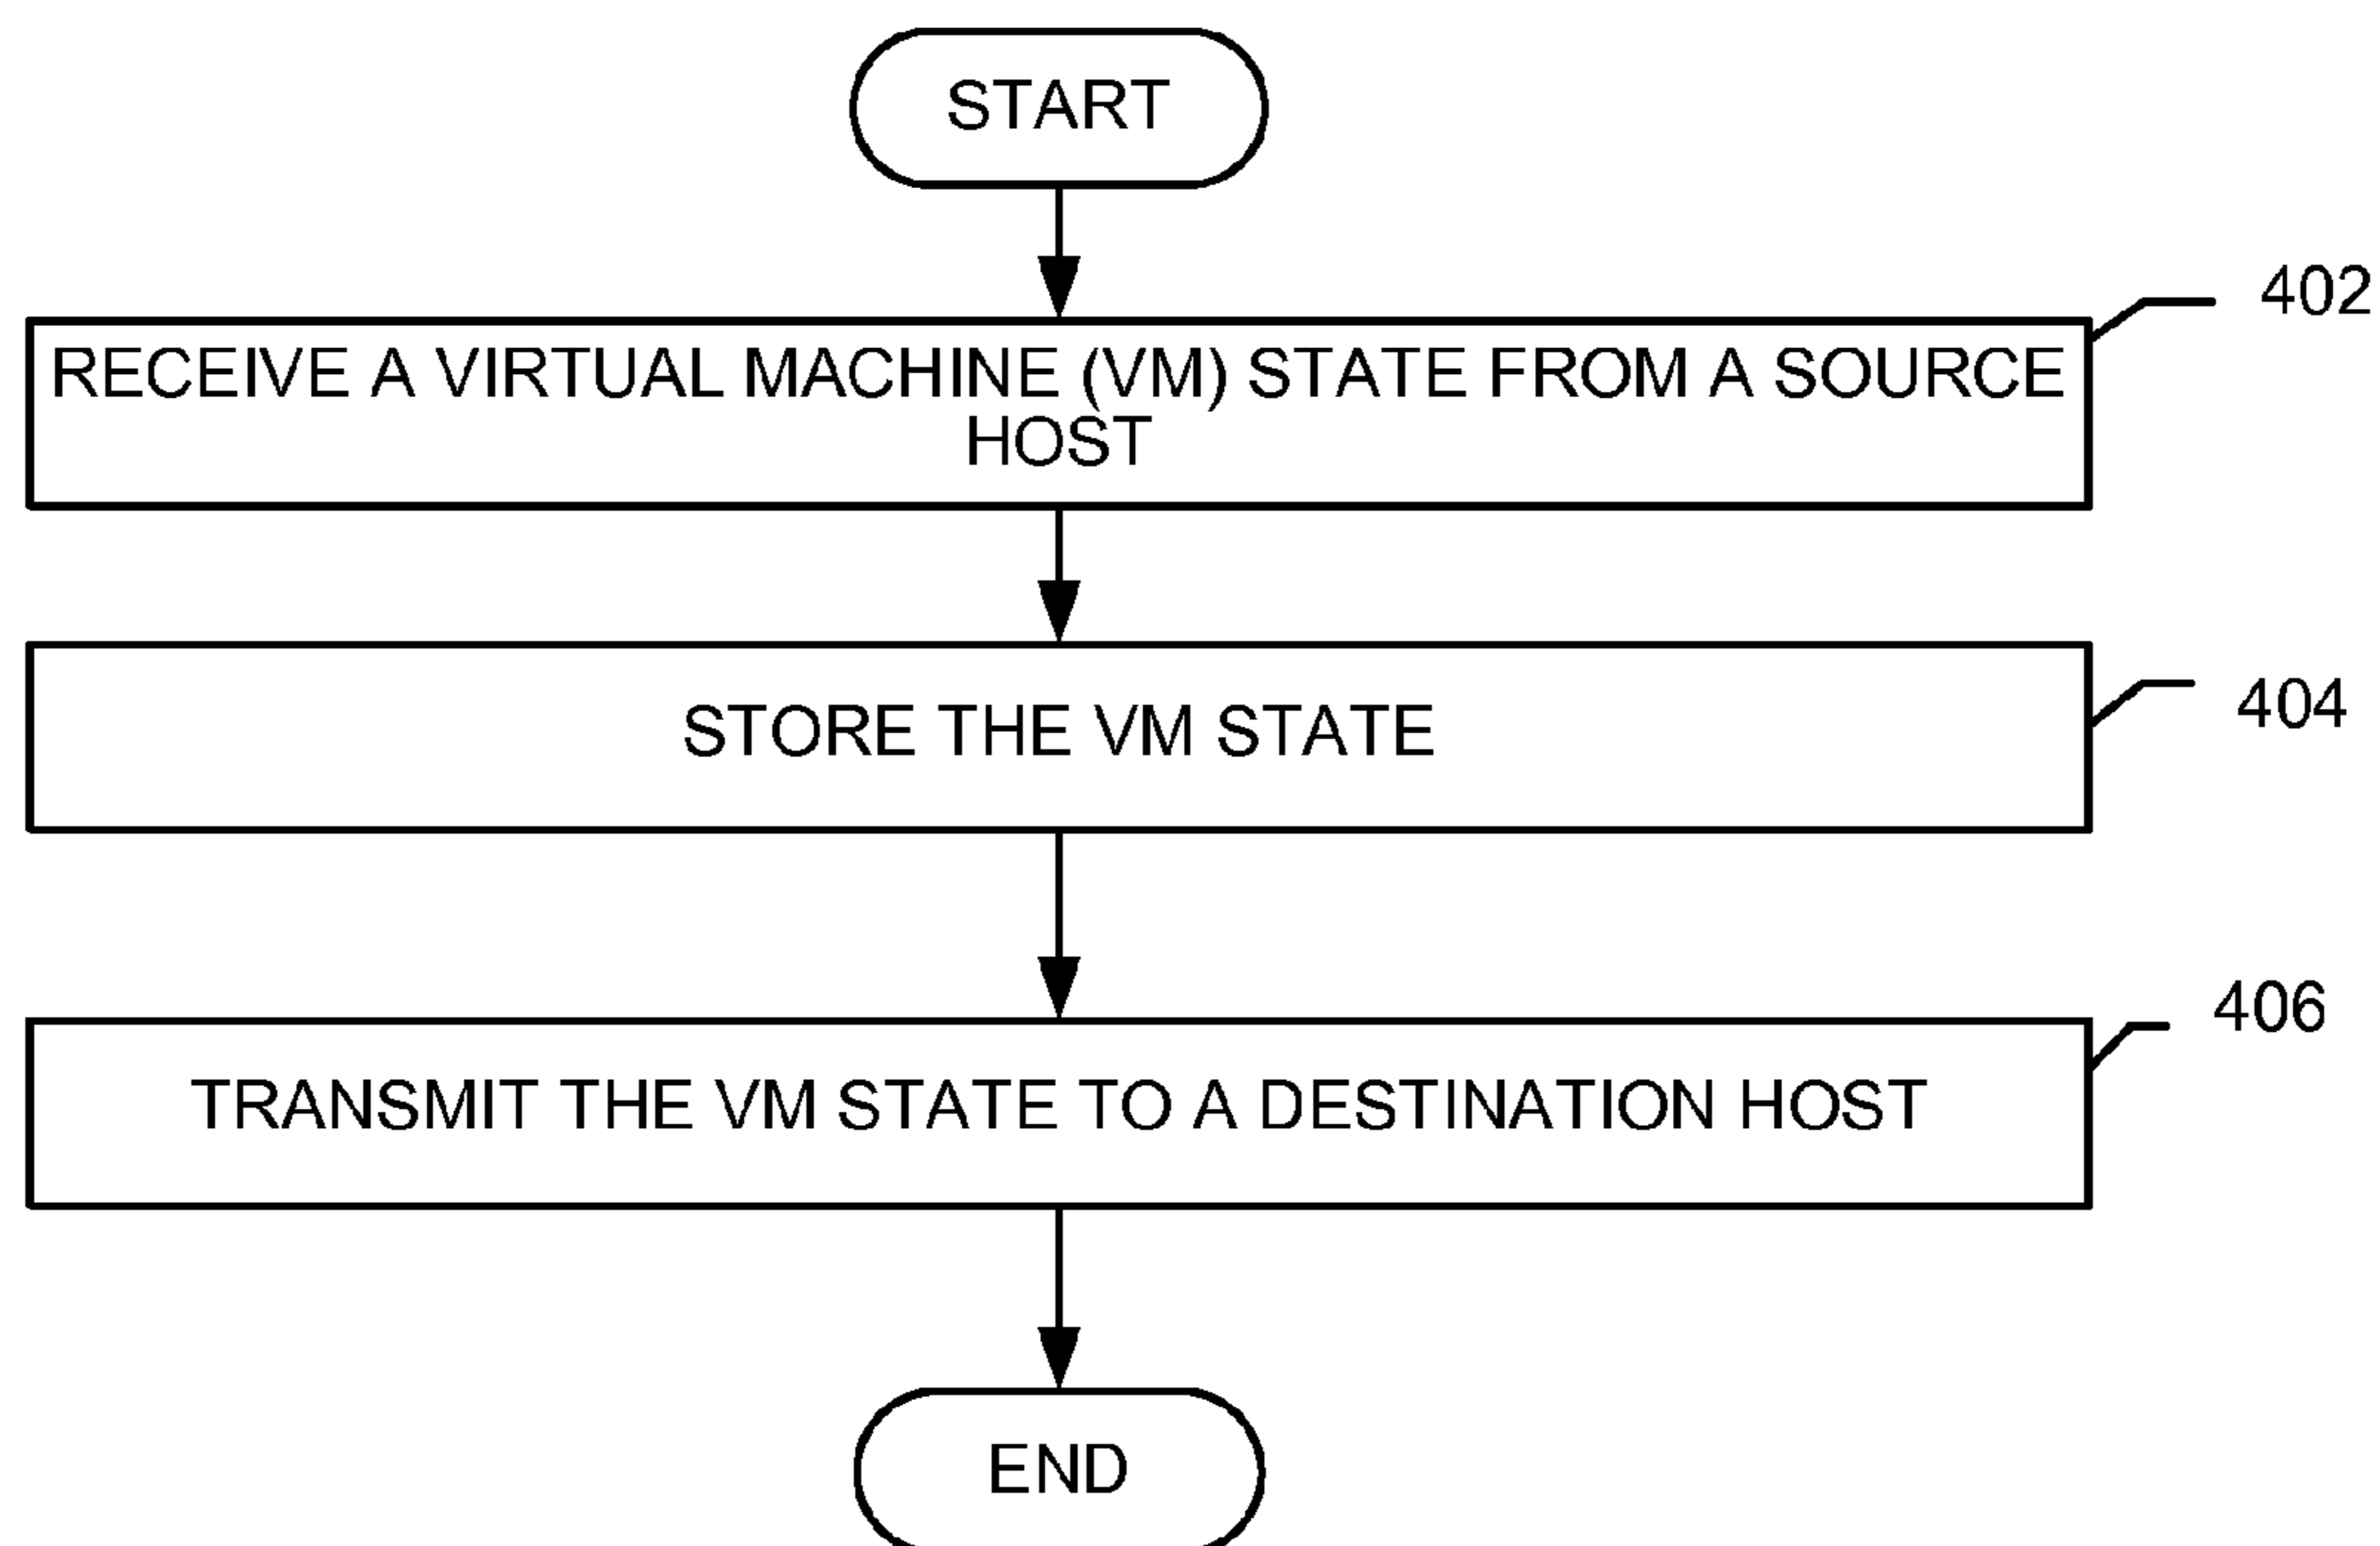 START
402
RECEIVE A VIRTUAL MACHINE (VM) STATE FROM A SOURCE
HOST
STORE THE VM STATE
404
406
TRANSMIT THE VM STATE TO A DESTINATION HOST
END